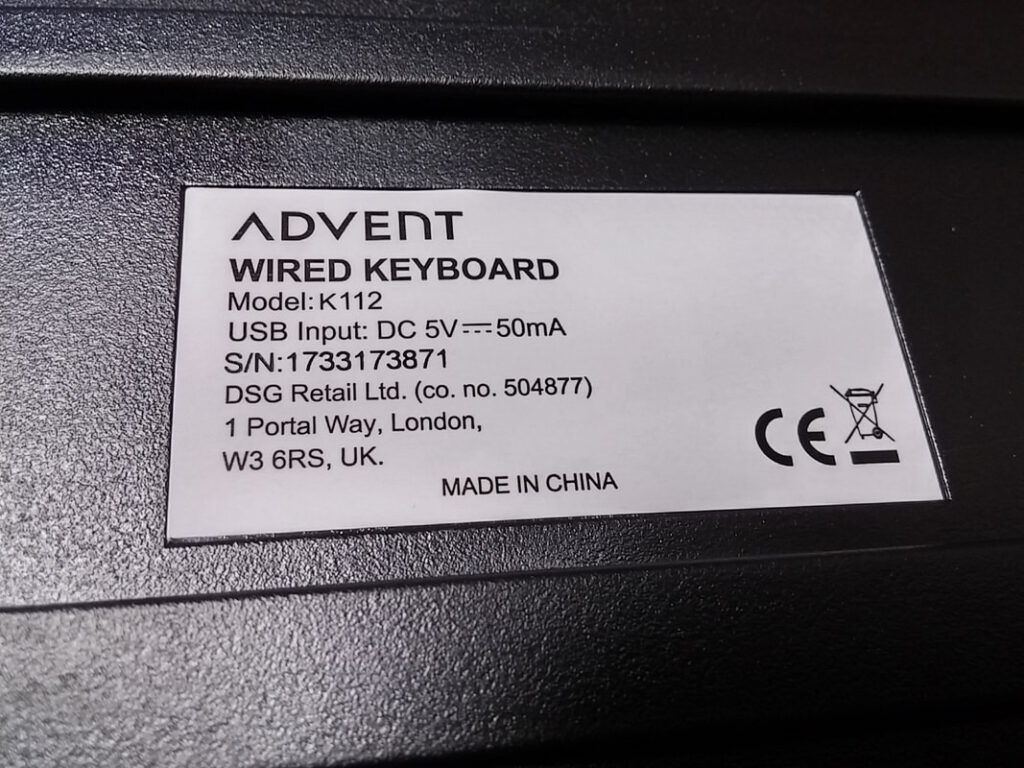 ADVENT
WIRED KEYBOARD
Model: K112
USB Input: DC 5V⎓50mA
S/N:1733173871
DSG Retail Ltd. (co. no. 504877)
1 Portal Way, London,
W3 6RS, UK.
MADE IN CHINA
CE